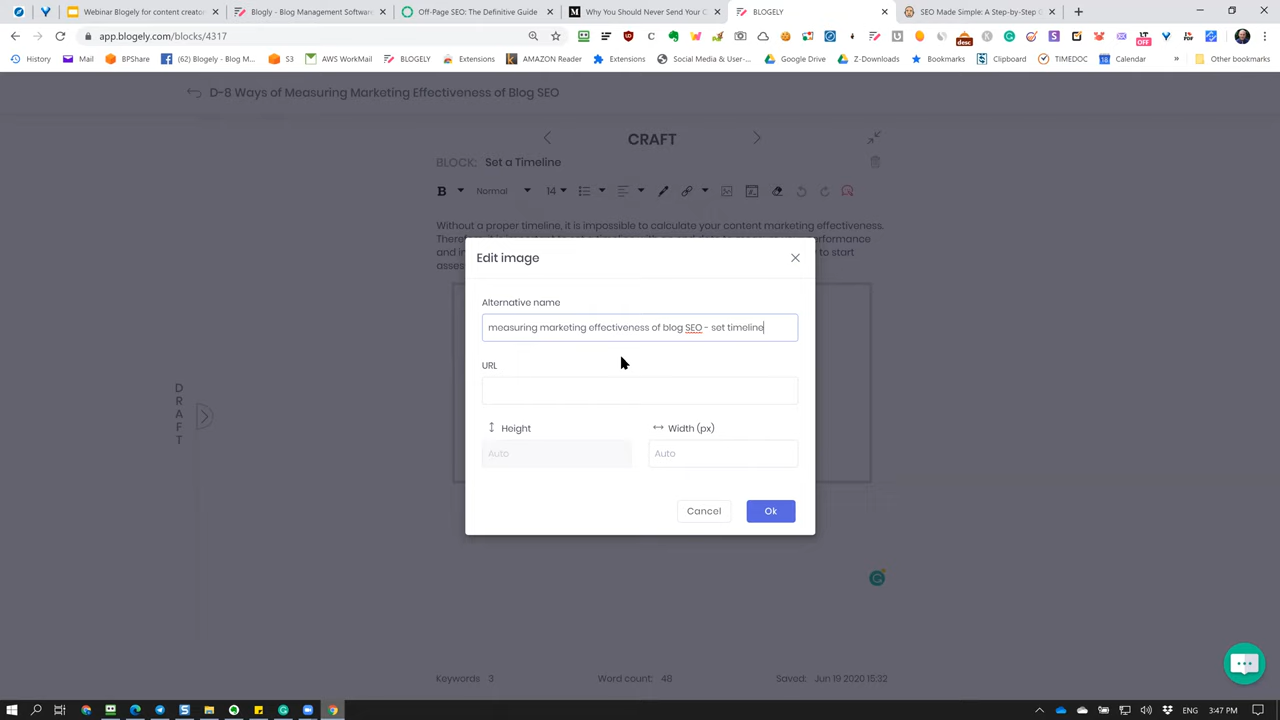 Webinar Blogely for content creator
Blogly - Blog Management Software
Off-Page SEO: The Definitive Guide
Why You Should Never Send Your C
BLOGELY
SEO Made Simple: A Step-by-Step
app.blogely.com/blocks/4317
History
Mail
BPShare
(62) Blogely - Blog M...
S3
AWS WorkMail
BLOGELY
Extensions
AMAZON Reader
Extensions
Social Media & User-...
Google Drive
Z-Downloads
Bookmarks
Clipboard
TIMEDOC
Calendar
»
Other bookmarks
D-8 Ways of Measuring Marketing Effectiveness of Blog SEO
CRAFT
BLOCK: Set a Timeline
B
Normal
14
Without a proper timeline, it is impossible to calculate your content marketing effectiveness.
Edit image
Alternative name
measuring marketing effectiveness of blog SEO - set timeline
URL
Height
Width (px)
Auto
Auto
Cancel
Ok
DRAFT
Keywords 3
Word count: 48
Saved: Jun 19 2020 15:32
ENG
3:47 PM